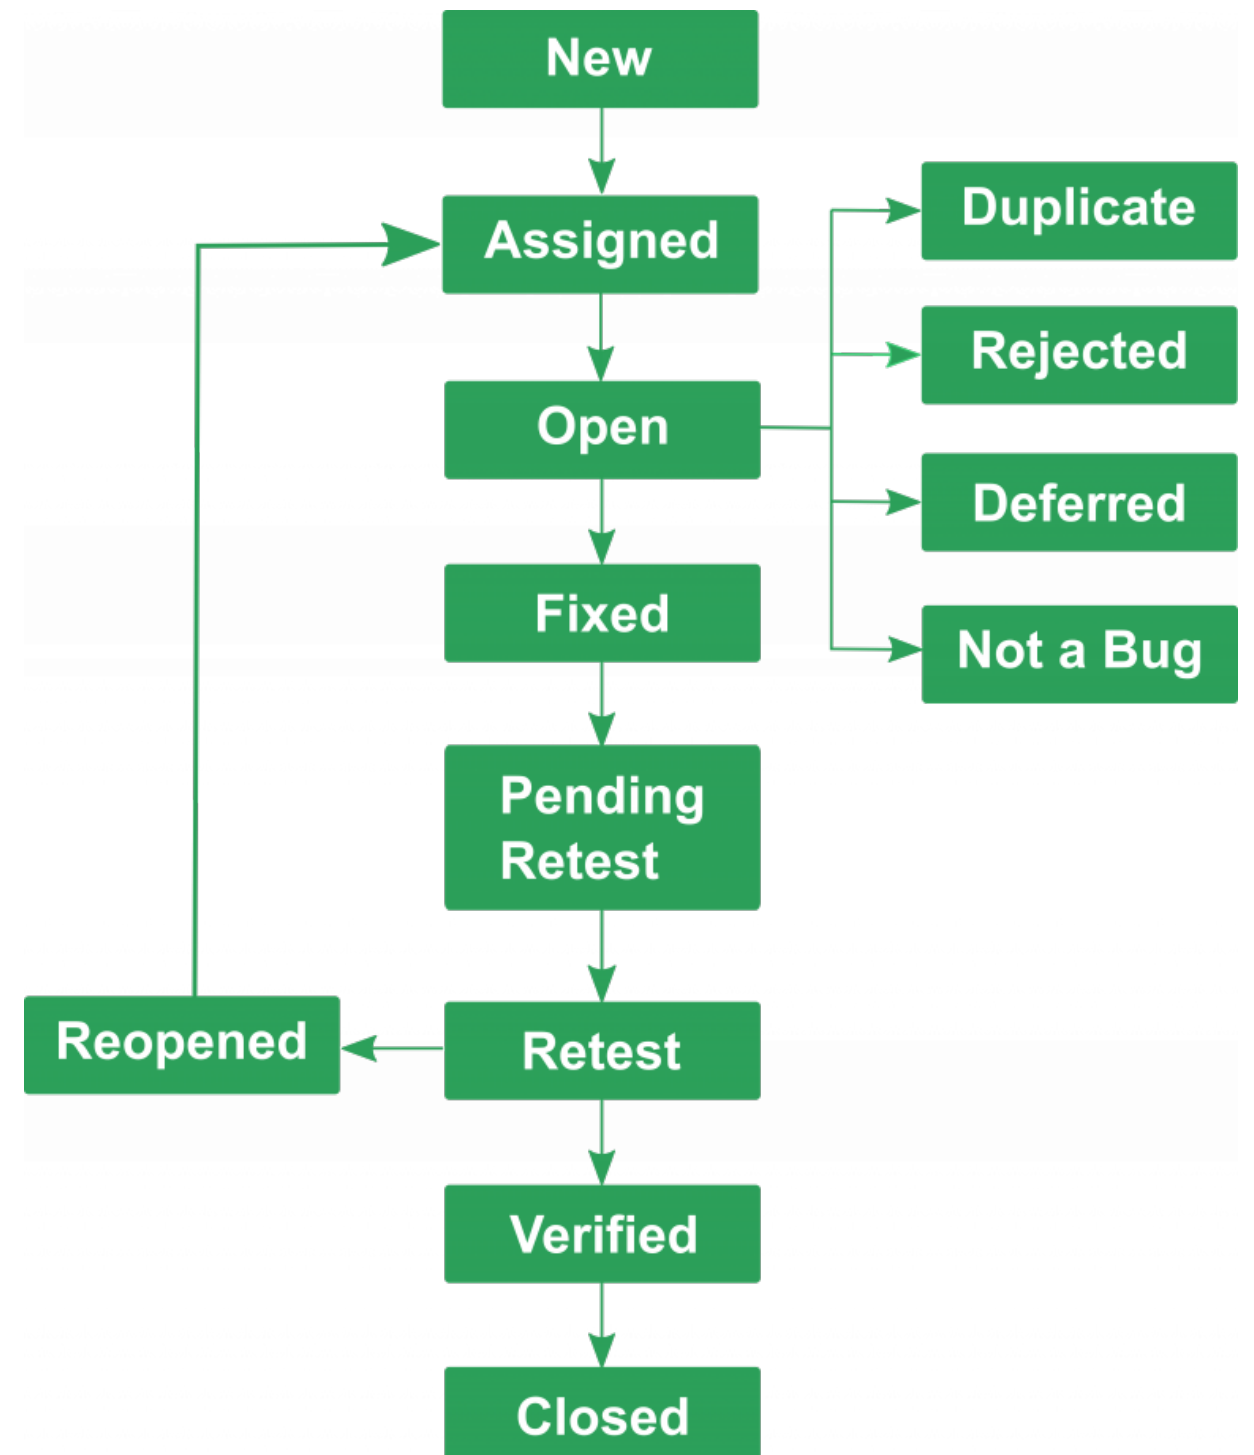 New
Assigned
Duplicate
Rejected
Open
Deferred
Fixed
Not a Bug
Pending
Retest
Reopened
Retest
Verified
Closed